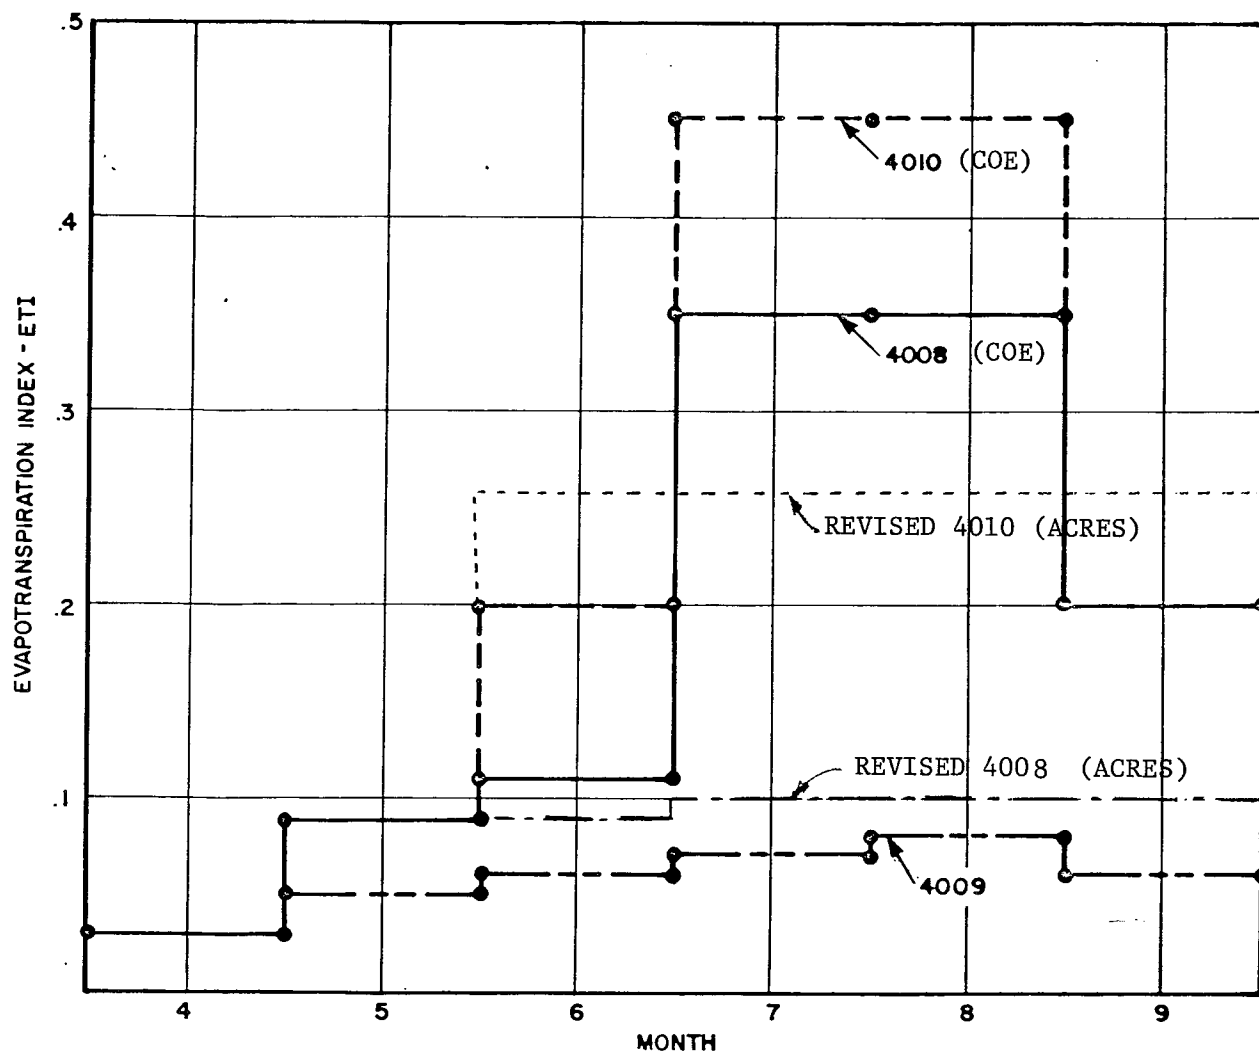 .5
.4
.3
.2
.1
EVAPOTRANSPIRATION INDEX - ETI
4010 (COE)
4008 (COE)
REVISED 4010 (ACRES)
REVISED 4008 (ACRES)
4009
4 5 6 7 8 9
MONTH